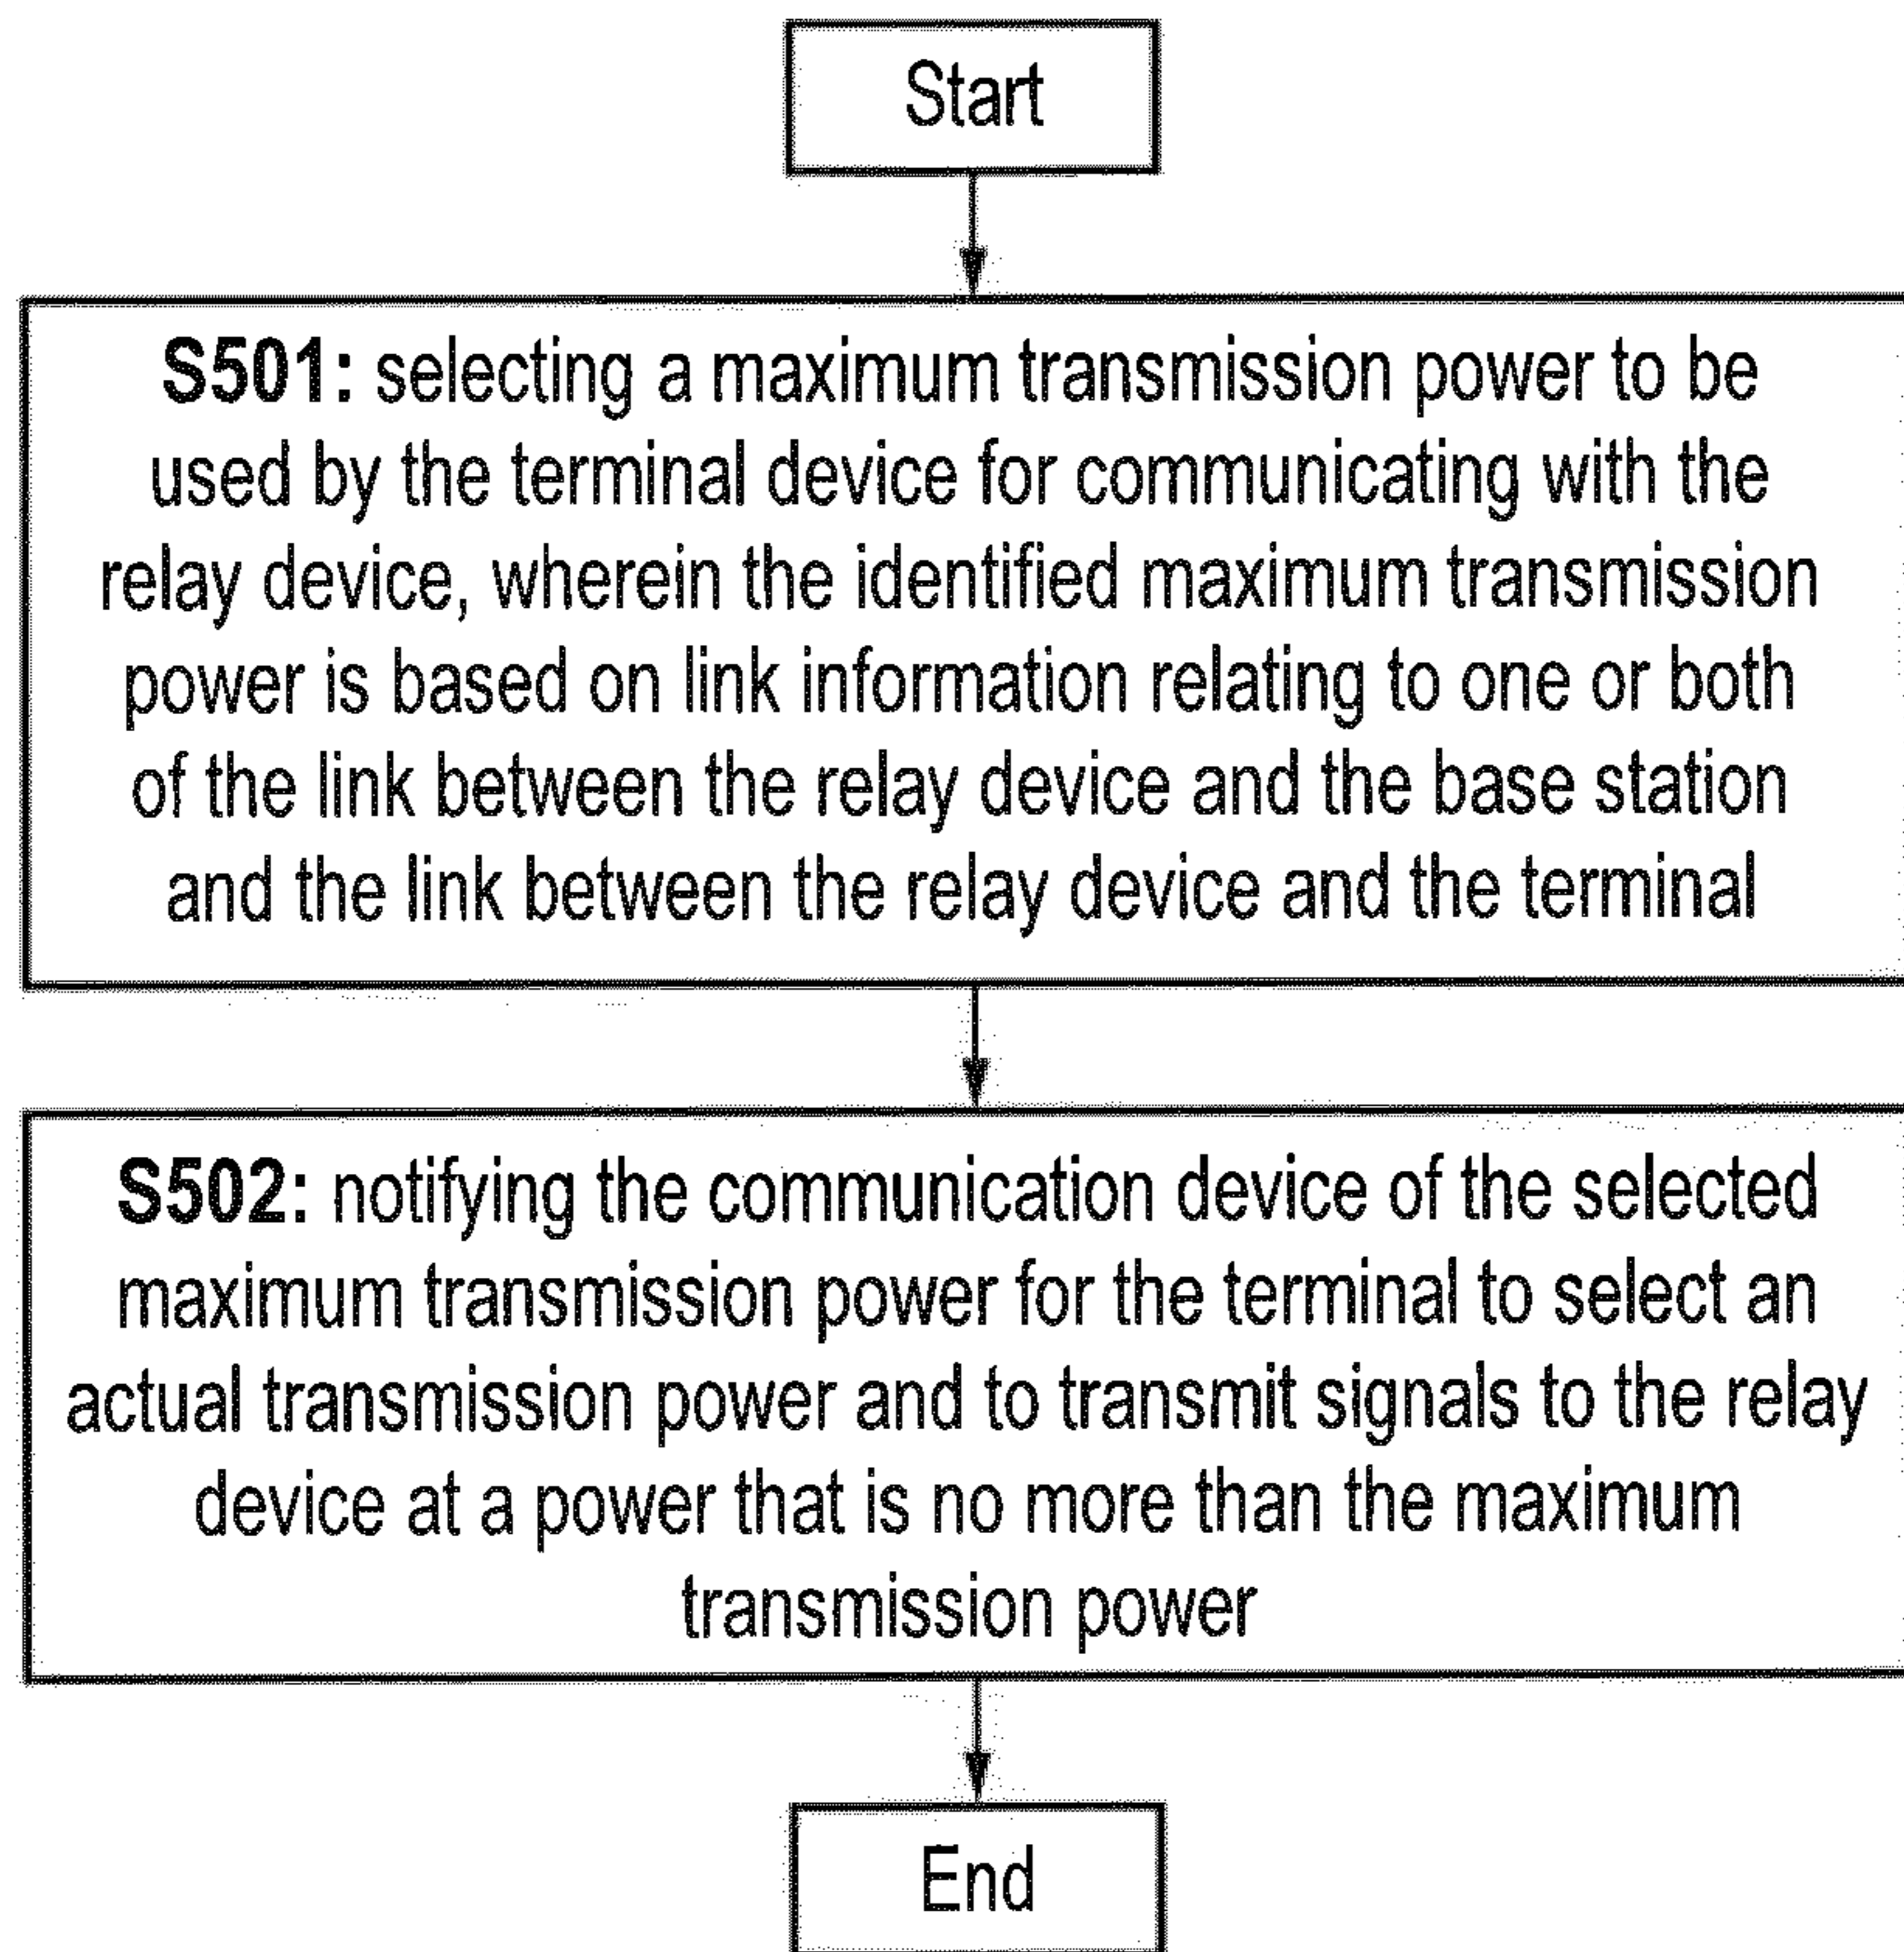 Start
S501: selecting a maximum transmission power to be
used by the terminal device for communicating with the
relay device, wherein the identified maximum transmission
power is based on link information relating to one or both
of the link between the relay device and the base station
and the link between the relay device and the terminal
S502: notifying the communication device of the selected
maximum transmission power for the terminal to select an
actual transmission power and to transmit signals to the relay
device at a power that is no more than the maximum
transmission power
End